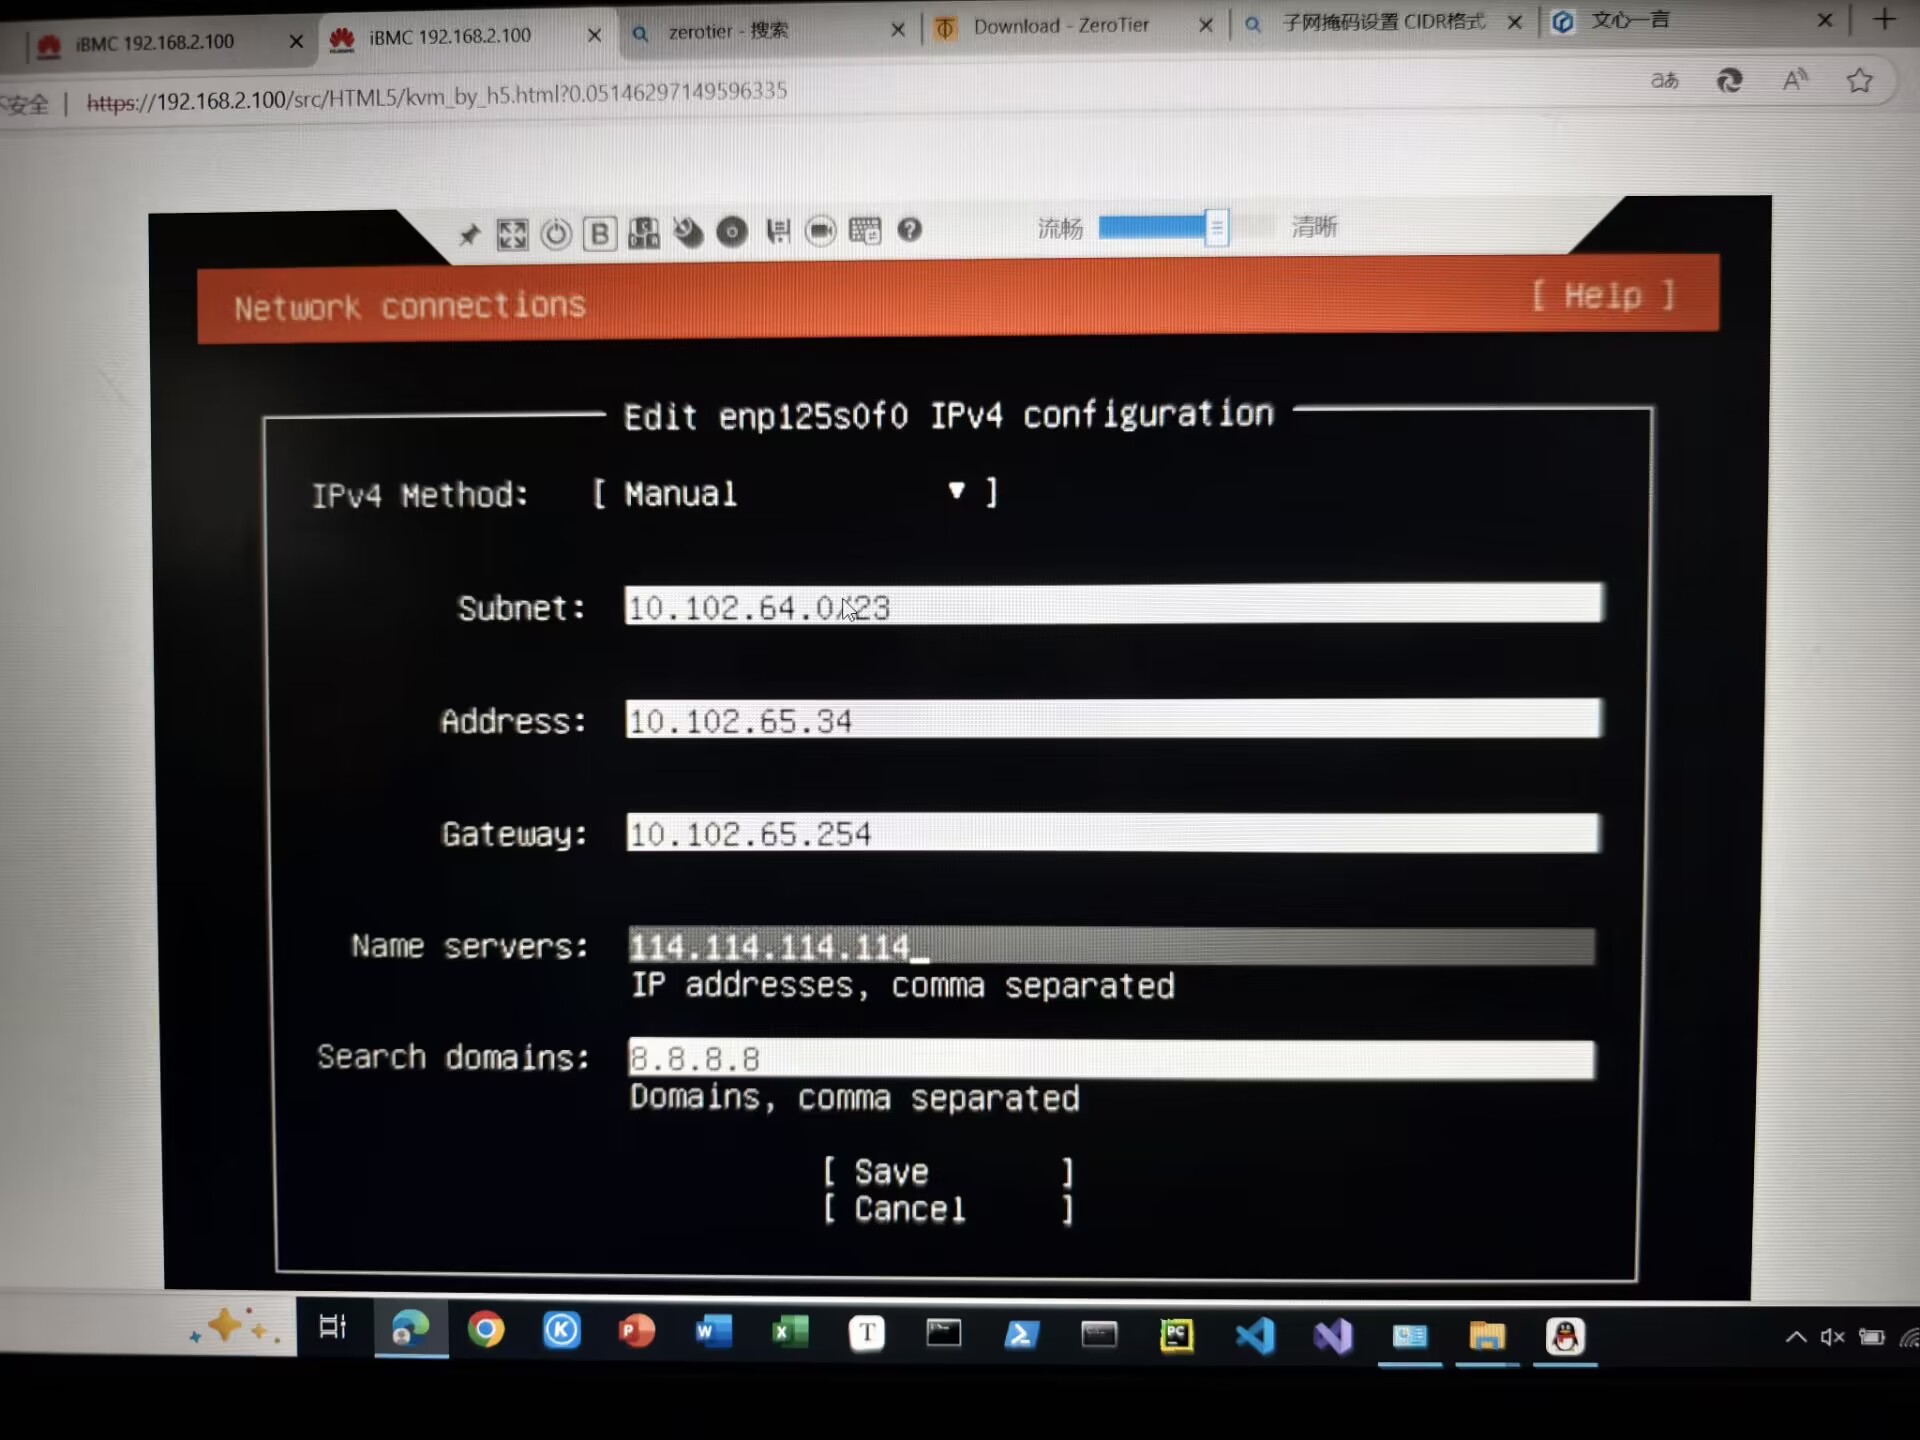 iBMC 192.168.2.100
iBMC 192.168.2.100
zerotier - 搜索
Download - ZeroTier
子网掩码设置 CIDR格式
文心一言
不安全 | https://192.168.2.100/src/HTML5/kvm_by_h5.html?0.05146297149596335
流畅
清晰
Network connections
[ Help ]
Edit enp125s0f0 IPv4 configuration
IPv4 Method: [ Manual ▼ ]
Subnet: 10.102.64.0/23
Address: 10.102.65.34
Gateway: 10.102.65.254
Name servers: 114.114.114.114_
IP addresses, comma separated
Search domains: 8.8.8.8
Domains, comma separated
[ Save ]
[ Cancel ]